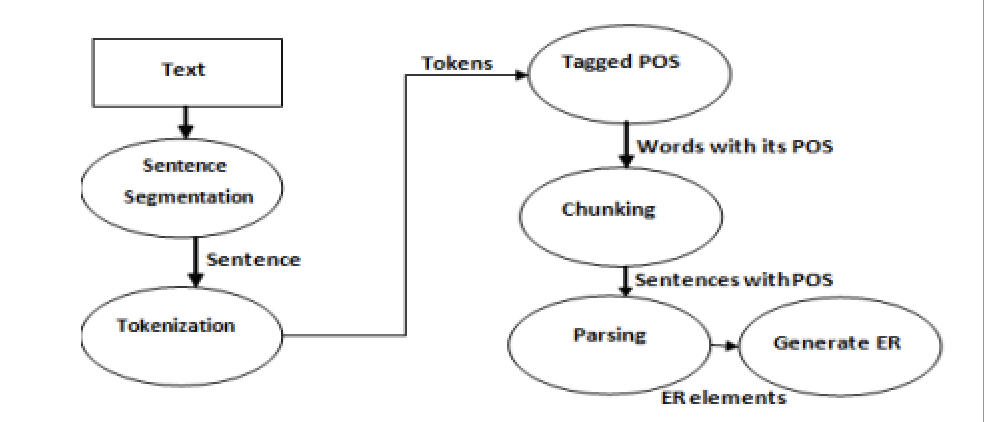 Text
Sentence
Segmentation
Sentence
Tokenization
Tokens
Tagged POS
Words with its POS
Chunking
Sentences with POS
Parsing
ER elements
Generate ER